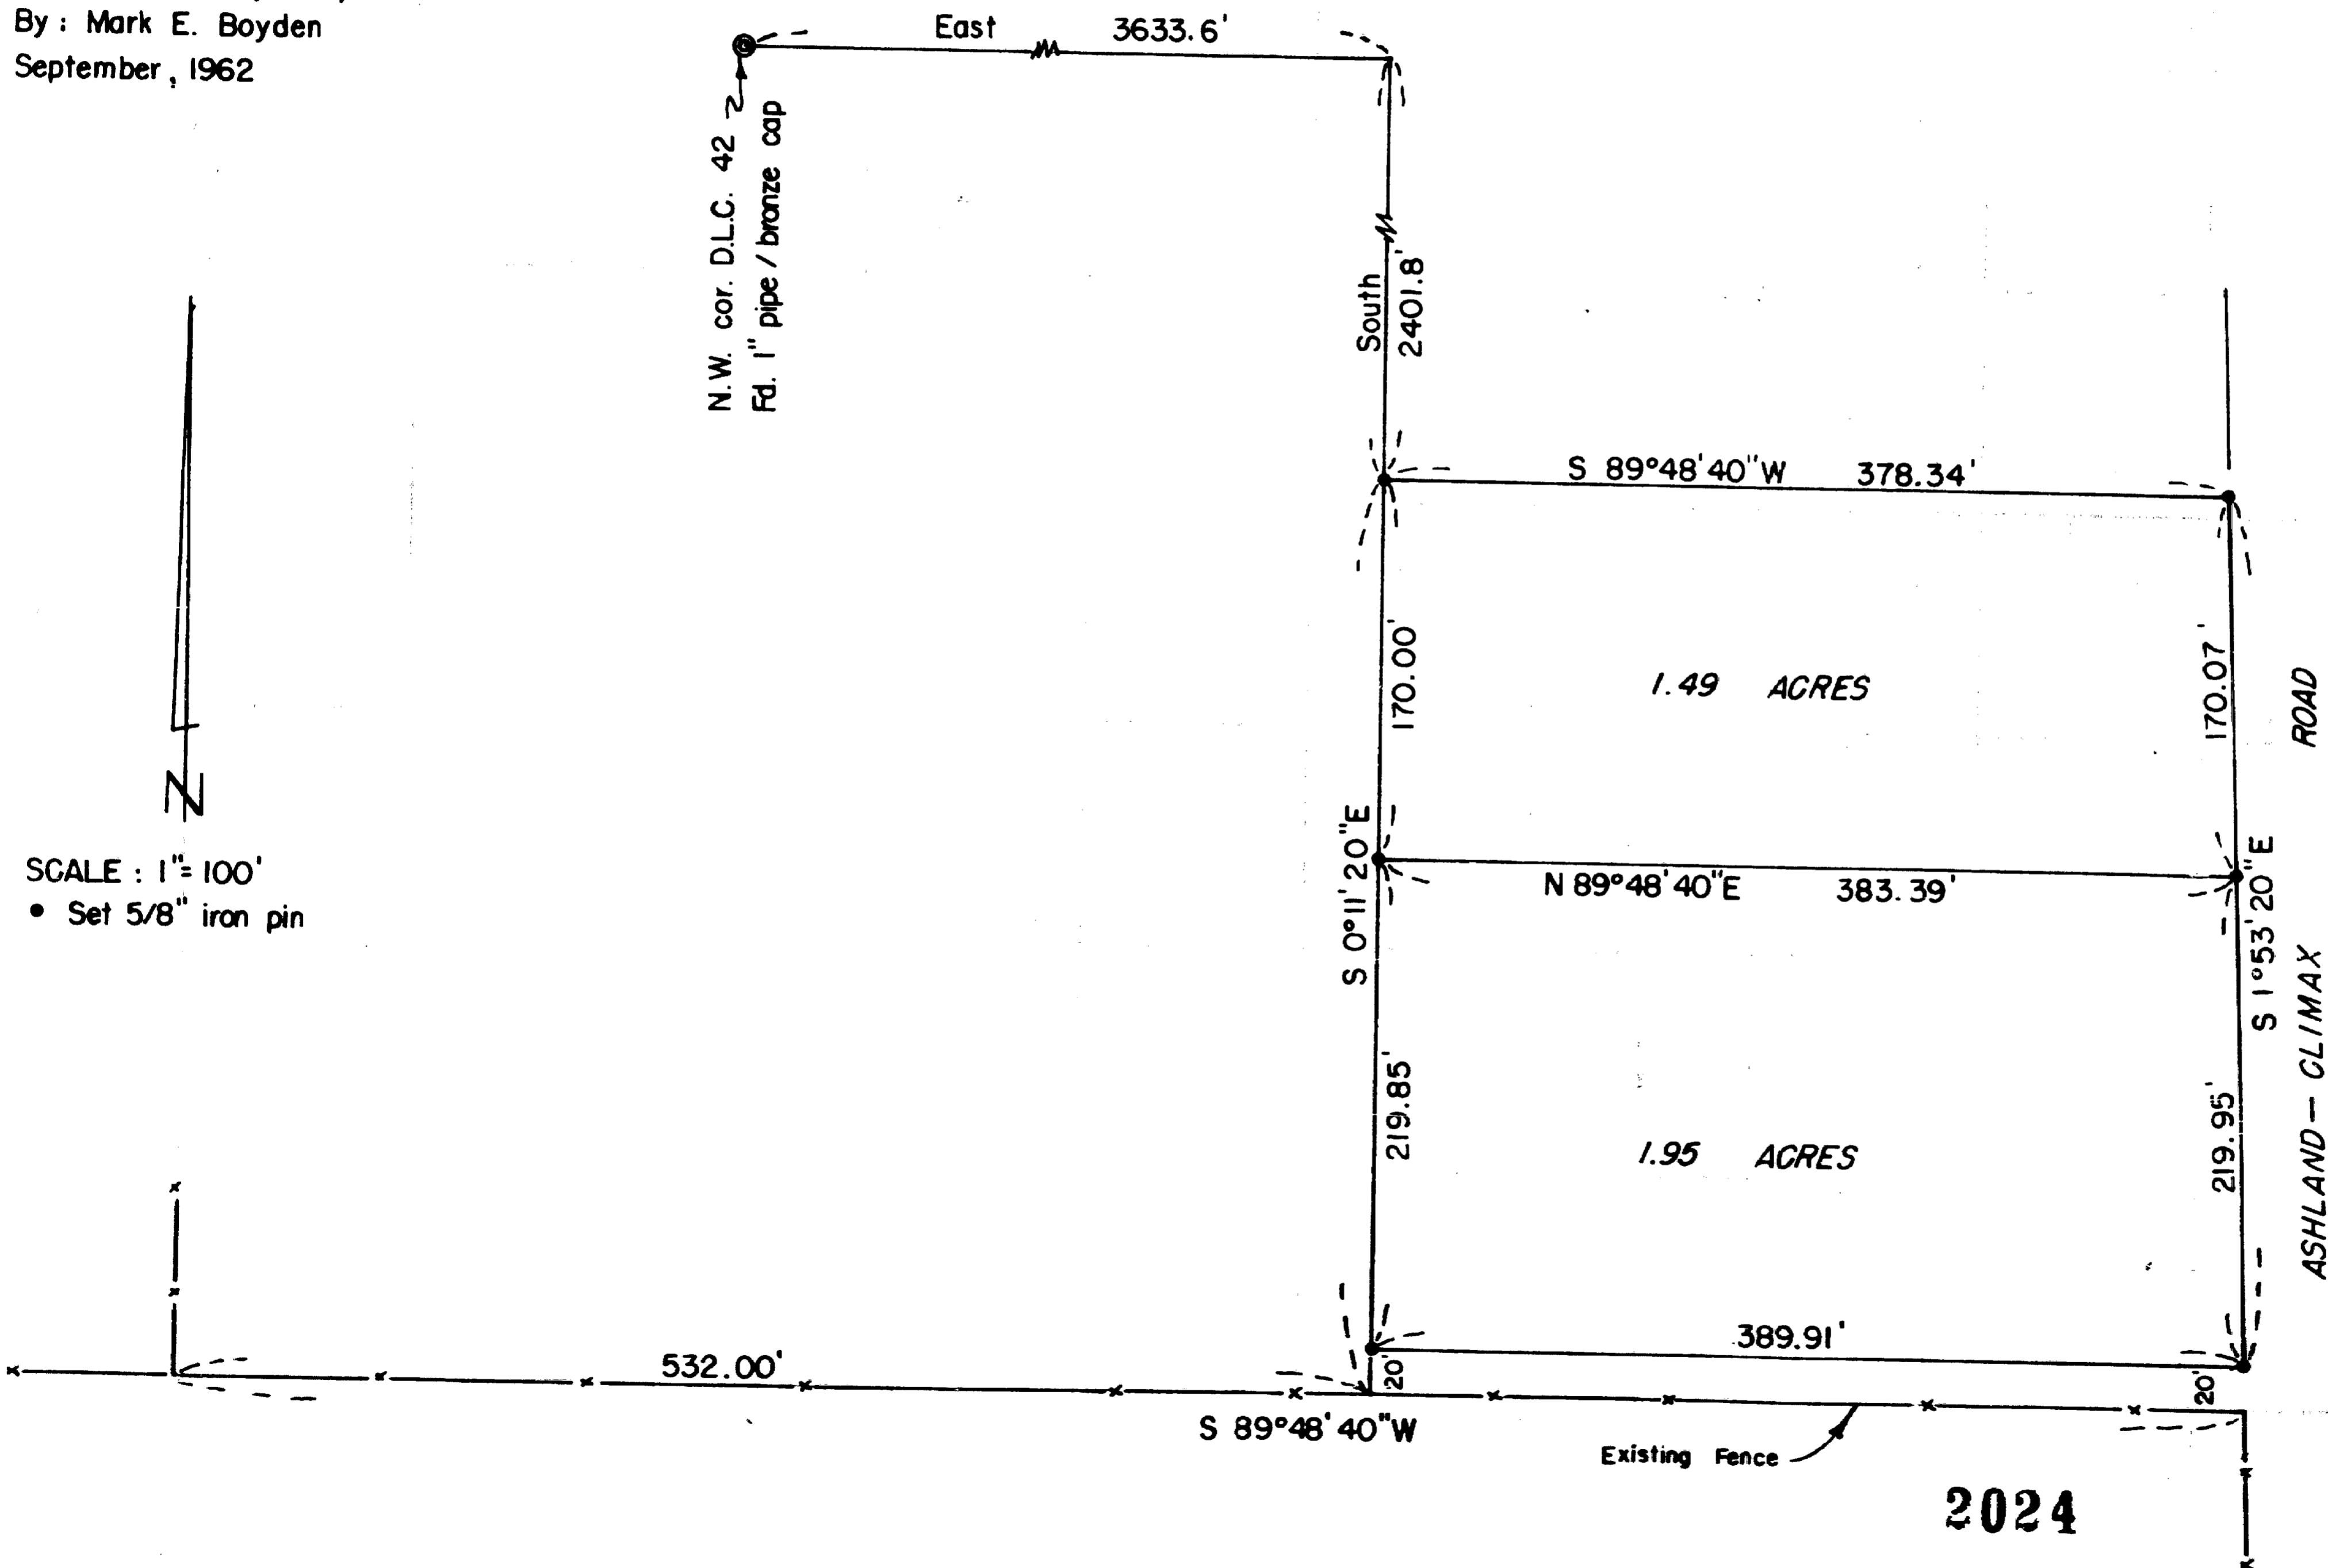 By : Mark E. Boyden
September, 1962
East 3633.6'
N.W. cor. D.L.C. 42
Fd. 1" pipe / bronze cap
South
2401.8'
S 89°48'40"W 378.34'
170.00'
1.49 ACRES
170.07'
ROAD
S 0°11'20"E
N 89°48'40"E 383.39'
S 1°53'20"E
ASHLAND — CLIMAX
N
SCALE : 1"= 100'
Set 5/8" iron pin
219.85'
1.95 ACRES
219.95'
389.91'
532.00'
20'
20'
S 89°48'40"W
Existing Fence
2024